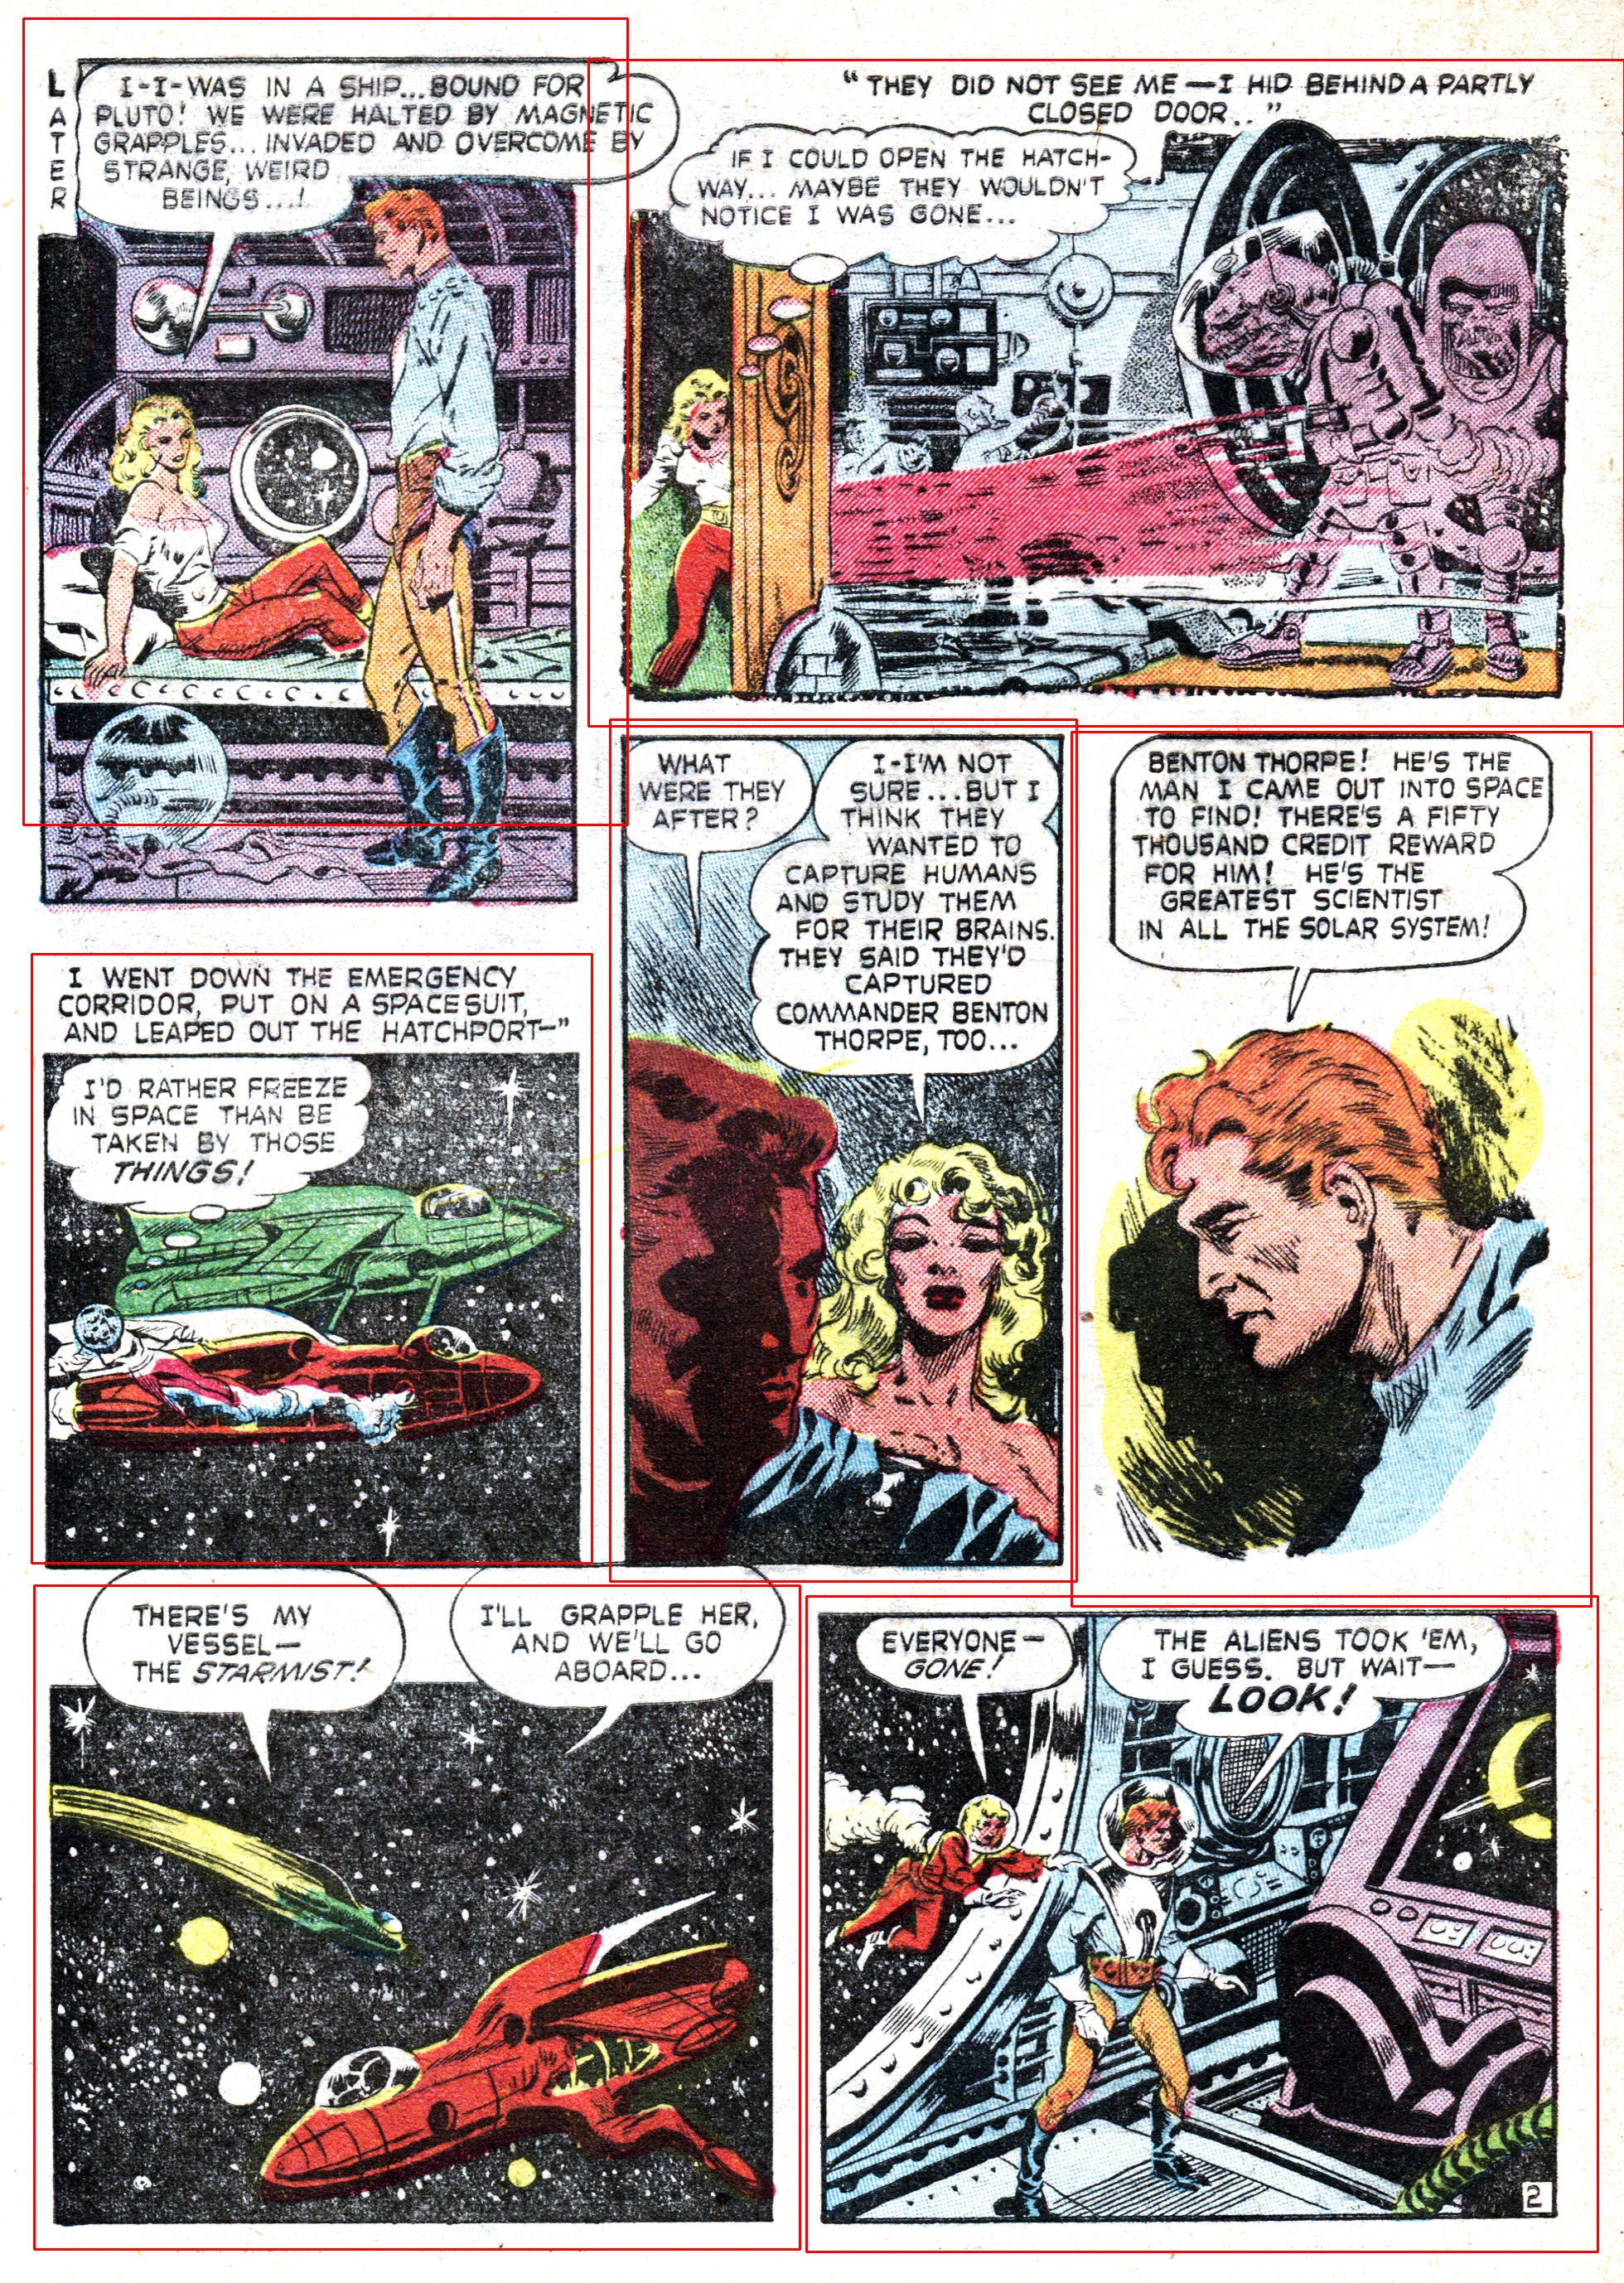 LATER
I-I-WAS IN A SHIP...BOUND FOR
PLUTO! WE WERE HALTED BY MAGNETIC
GRAPPLES...INVADED AND OVERCOME BY
STRANGE, WEIRD
BEINGS...!
"THEY DID NOT SEE ME—I HID BEHIND A PARTLY
CLOSED DOOR.."
IF I COULD OPEN THE HATCH-
WAY... MAYBE THEY WOULDN'T
NOTICE I WAS GONE...
I WENT DOWN THE EMERGENCY
CORRIDOR, PUT ON A SPACESUIT,
AND LEAPED OUT THE HATCHPORT—"
I'D RATHER FREEZE
IN SPACE THAN BE
TAKEN BY THOSE
THINGS!
WHAT
WERE THEY
AFTER?
I-I'M NOT
SURE...BUT I
THINK THEY
WANTED TO
CAPTURE HUMANS
AND STUDY THEM
FOR THEIR BRAINS.
THEY SAID THEY'D
CAPTURED
COMMANDER BENTON
THORPE, TOO...
BENTON THORPE! HE'S THE
MAN I CAME OUT INTO SPACE
TO FIND! THERE'S A FIFTY
THOUSAND CREDIT REWARD
FOR HIM! HE'S THE
GREATEST SCIENTIST
IN ALL THE SOLAR SYSTEM!
THERE'S MY
VESSEL—
THE STARMIST!
I'LL GRAPPLE HER,
AND WE'LL GO
ABOARD...
EVERYONE—
GONE!
THE ALIENS TOOK 'EM,
I GUESS. BUT WAIT—
LOOK!
2